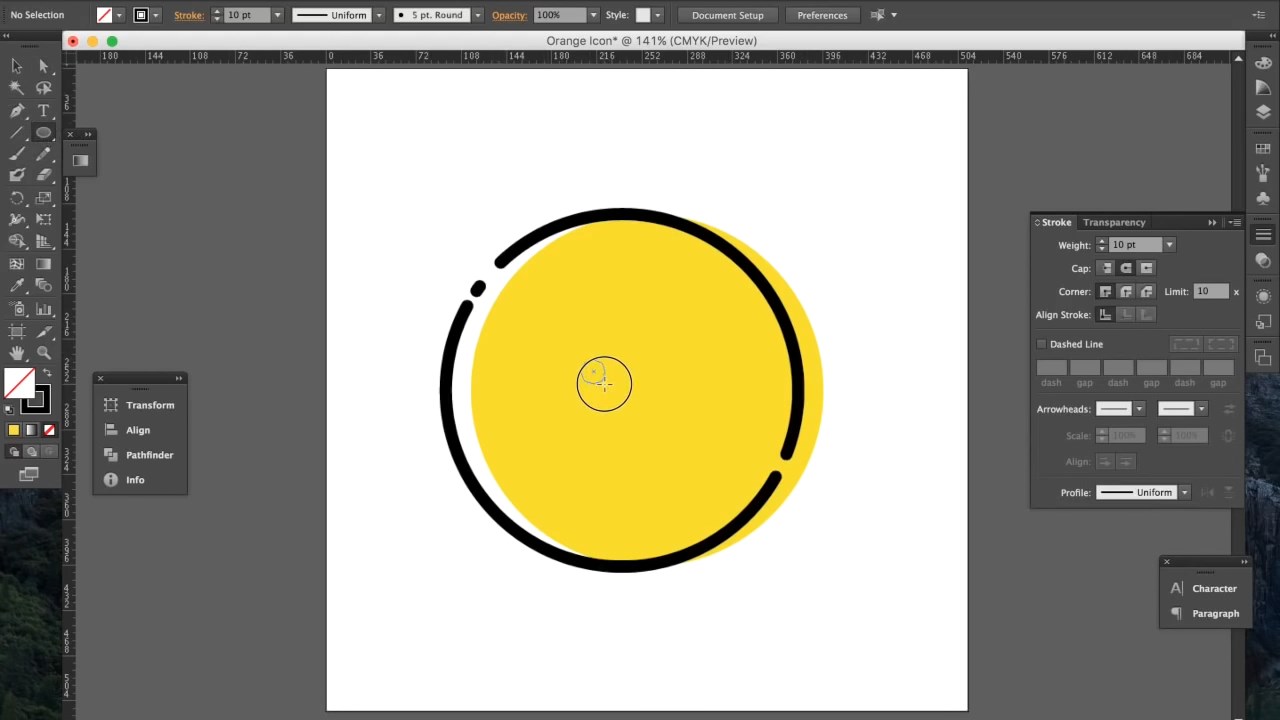 No Selection Stroke: 10 pt Uniform 5 pt. Round Opacity: 100% Style: Document Setup Preferences
Orange Icon* @ 141% (CMYK/Preview)
180 144 108 72 36 0 36 72 108 144 180 216 252 288 324 360 396 432 468 504 540 576 612 648 684
Stroke Transparency
Weight: 10 pt
Cap:
Corner: Limit: 10 x
Align Stroke:
Dashed Line
dash gap dash gap dash gap
Arrowheads:
Scale: 100% 100%
Align:
Profile: Uniform
Transform
Align
Pathfinder
Info
Character
Paragraph